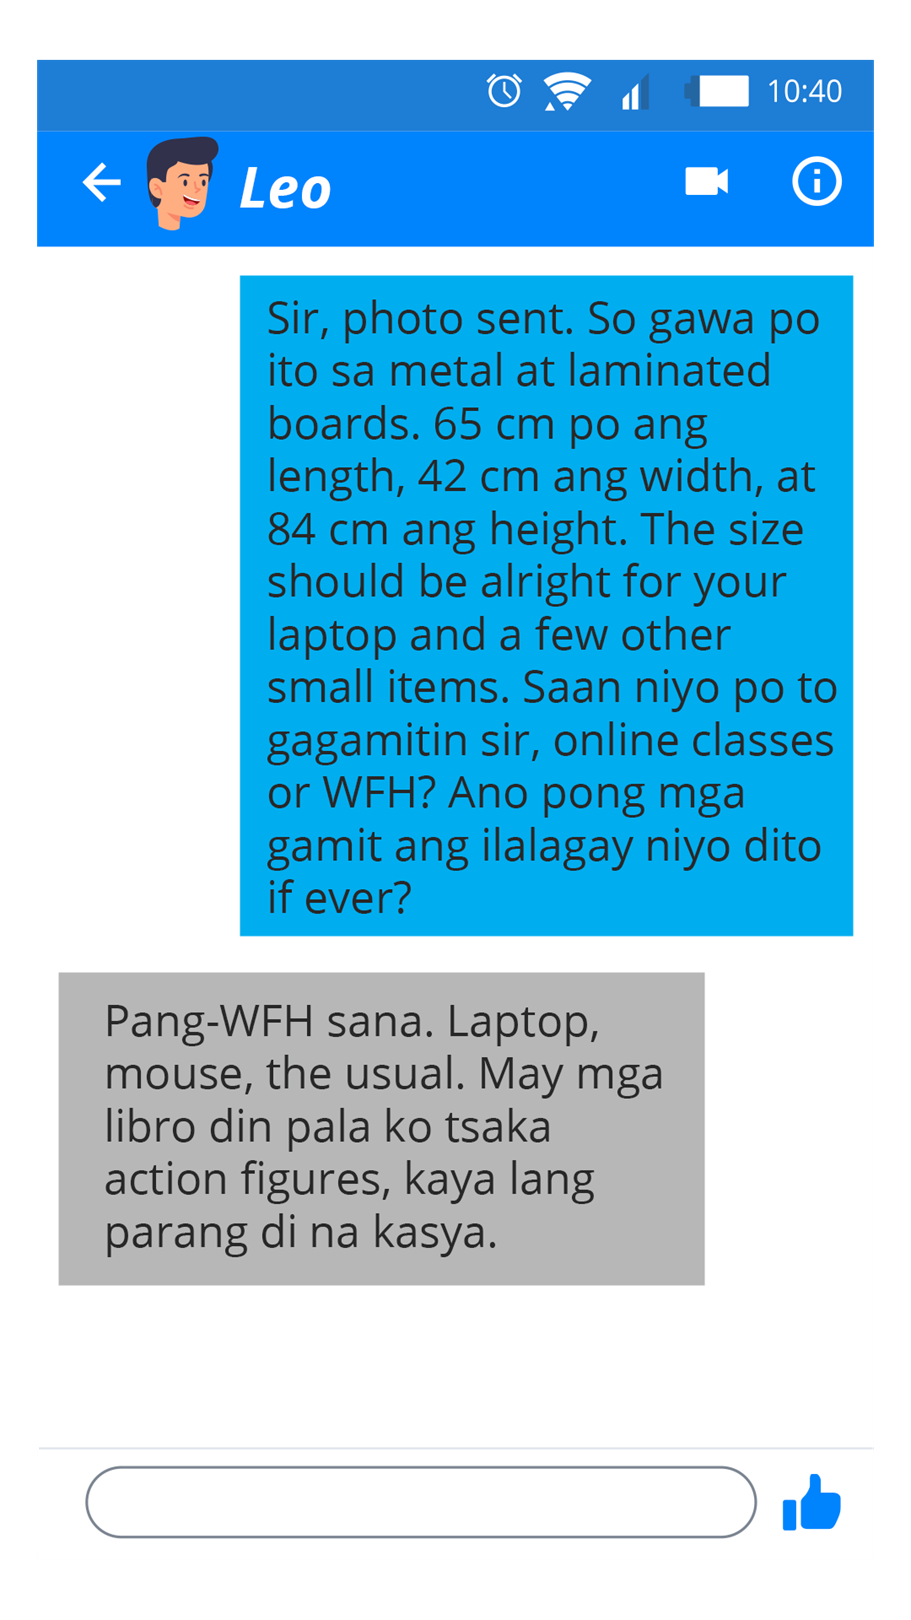 10:40
Leo
Sir, photo sent. So gawa po
ito sa metal at laminated
boards. 65 cm po ang
length, 42 cm ang width, at
84 cm ang height. The size
should be alright for your
laptop and a few other
small items. Saan niyo po to
gagamitin sir, online classes
or WFH? Ano pong mga
gamit ang ilalagay niyo dito
if ever?
Pang-WFH sana. Laptop,
mouse, the usual. May mga
libro din pala ko tsaka
action figures, kaya lang
parang di na kasya.